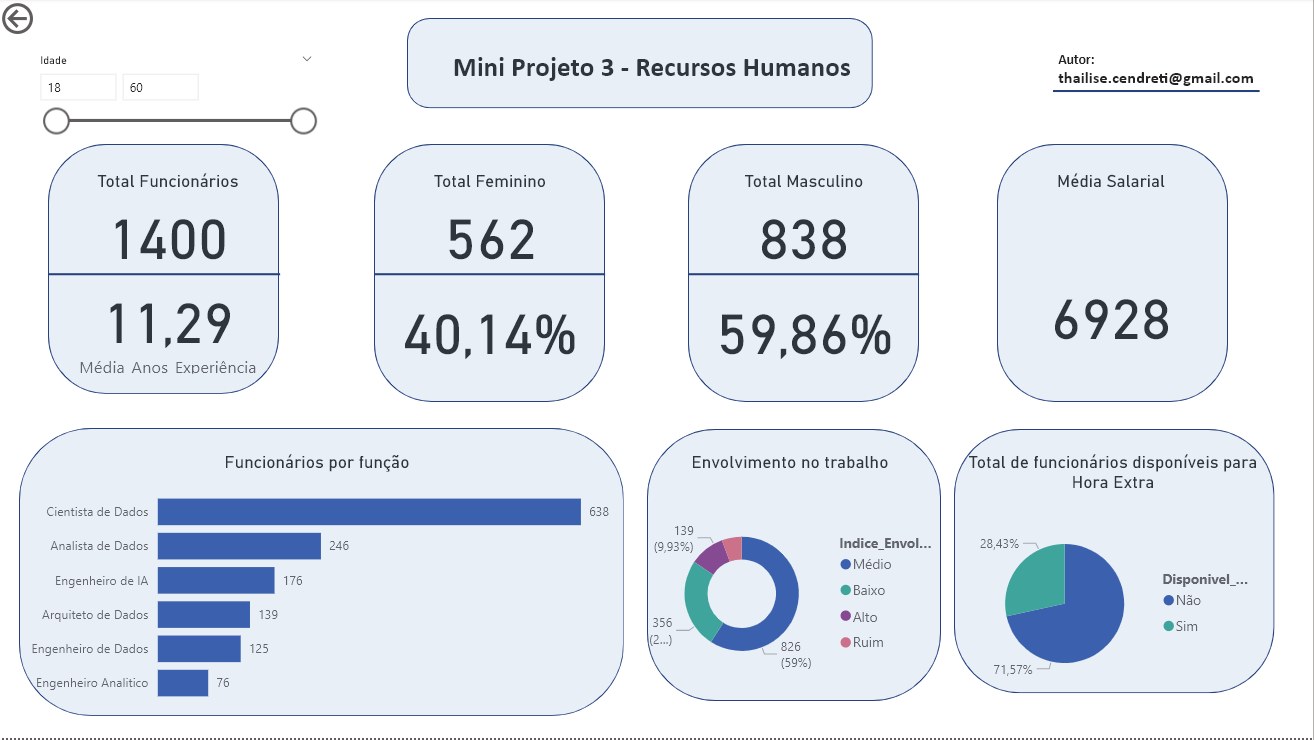 Mini Projeto 3 - Recursos Humanos
Autor:
thailise.cendreti@gmail.com
Idade
18
60
Total Funcionários
1400
11,29
Média Anos Experiência
Total Feminino
562
40,14%
Total Masculino
838
59,86%
Média Salarial
6928
Funcionários por função
Cientista de Dados
638
Analista de Dados
246
Engenheiro de IA
176
Arquiteto de Dados
139
Engenheiro de Dados
125
Engenheiro Analitico
76
Envolvimento no trabalho
139
(9,93%)
356
(2...)
826
(59%)
Indice_Envol...
Médio
Baixo
Alto
Ruim
Total de funcionários disponíveis para
Hora Extra
28,43%
71,57%
Disponivel_...
Não
Sim